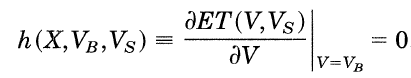 h(X,V_B,V_S) ≡ ∂ET(V,V_S)/∂V |_{V=V_B} = 0